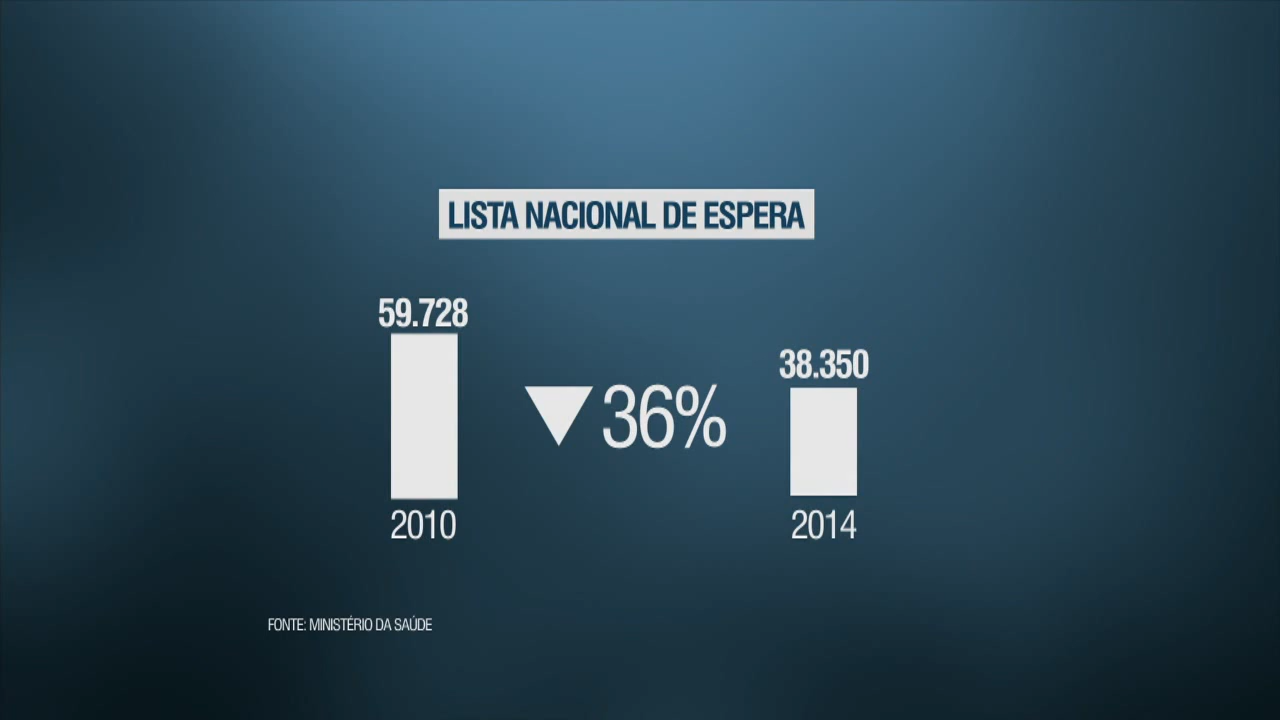 LISTA NACIONAL DE ESPERA
59.728
38.350
▼36%
2010
2014
FONTE: MINISTÉRIO DA SAÚDE